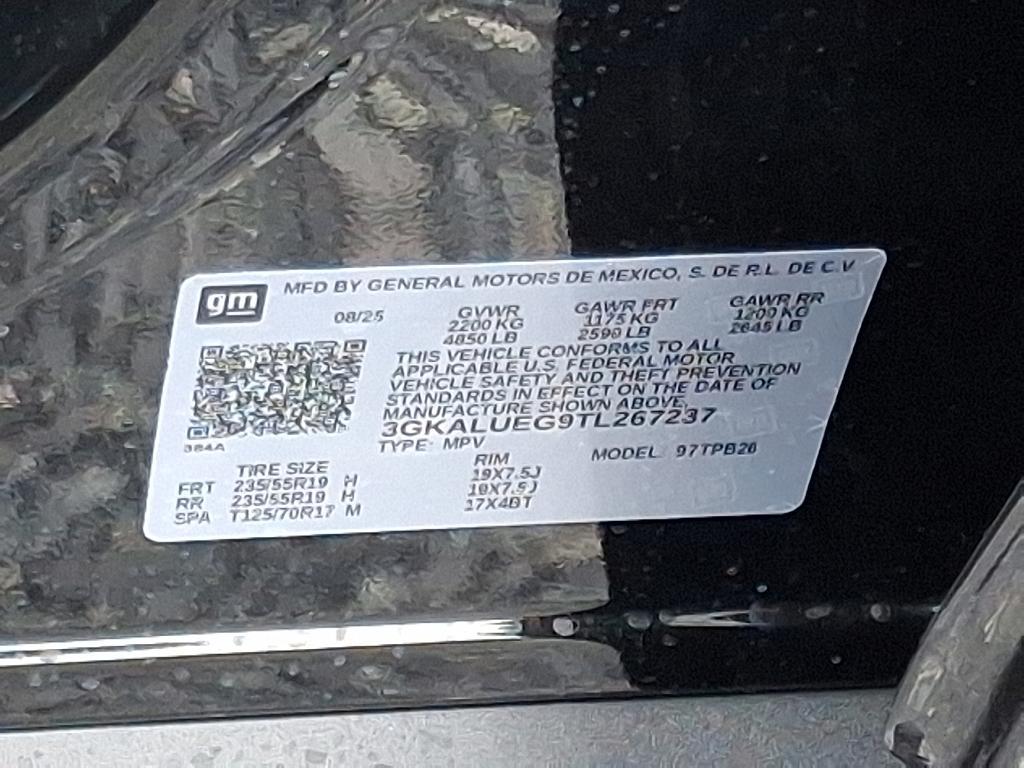 gm
MFD BY GENERAL MOTORS DE MEXICO, S. DE R.L. DE C.V
08/25 GVWR GAWR FRT GAWR RR
2200 KG 1175 KG 1200 KG
4850 LB 2590 LB 2645 LB
THIS VEHICLE CONFORMS TO ALL
APPLICABLE U.S. FEDERAL MOTOR
VEHICLE SAFETY AND THEFT PREVENTION
STANDARDS IN EFFECT ON THE DATE OF
MANUFACTURE SHOWN ABOVE.
3GKALUEG9TL267237
TYPE: MPV MODEL: 97TPB26
TIRE SIZE RIM
FRT 235/55R19 H 19X7.5J
RR 235/55R19 H 19X7.5J
SPA T125/70R17 M 17X4BT